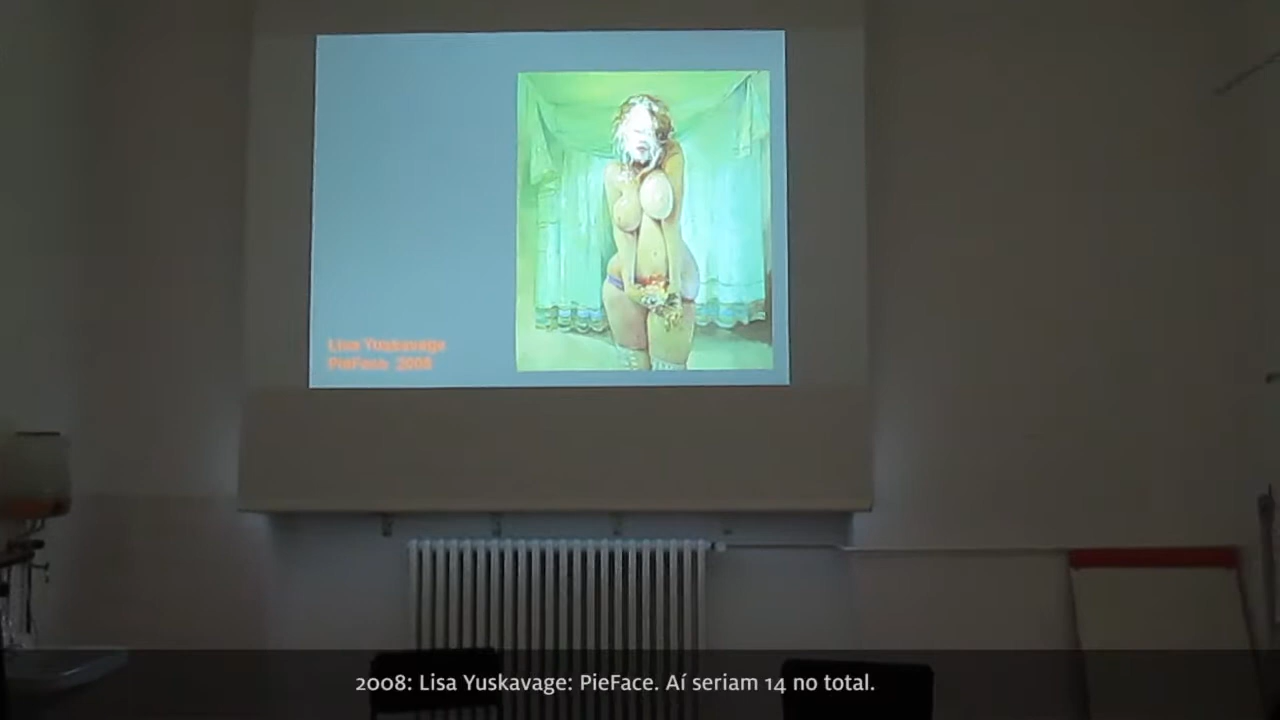 Lisa Yuskavage
PieFace 2008
2008: Lisa Yuskavage: PieFace. Aí seriam 14 no total.